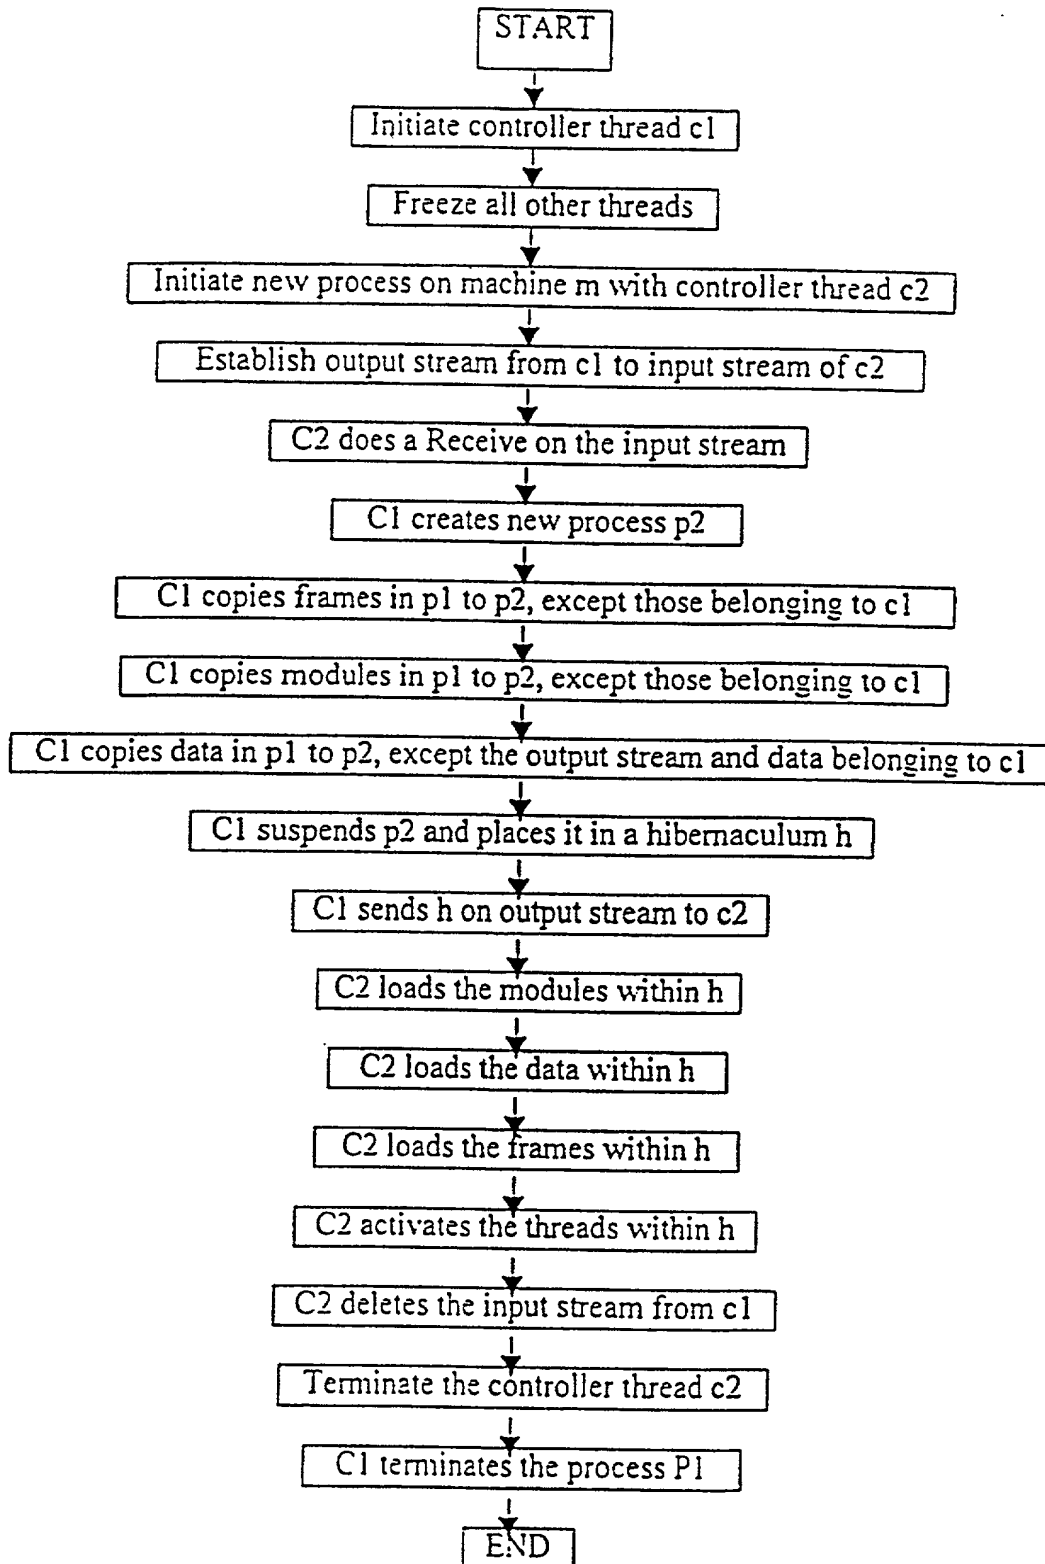 START
Initiate controller thread c1
Freeze all other threads
Initiate new process on machine m with controller thread c2
Establish output stream from c1 to input stream of c2
C2 does a Receive on the input stream
C1 creates new process p2
C1 copies frames in p1 to p2, except those belonging to c1
C1 copies modules in p1 to p2, except those belonging to c1
C1 copies data in p1 to p2, except the output stream and data belonging to c1
C1 suspends p2 and places it in a hibernaculum h
C1 sends h on output stream to c2
C2 loads the modules within h
C2 loads the data within h
C2 loads the frames within h
C2 activates the threads within h
C2 deletes the input stream from c1
Terminate the controller thread c2
C1 terminates the process P1
END